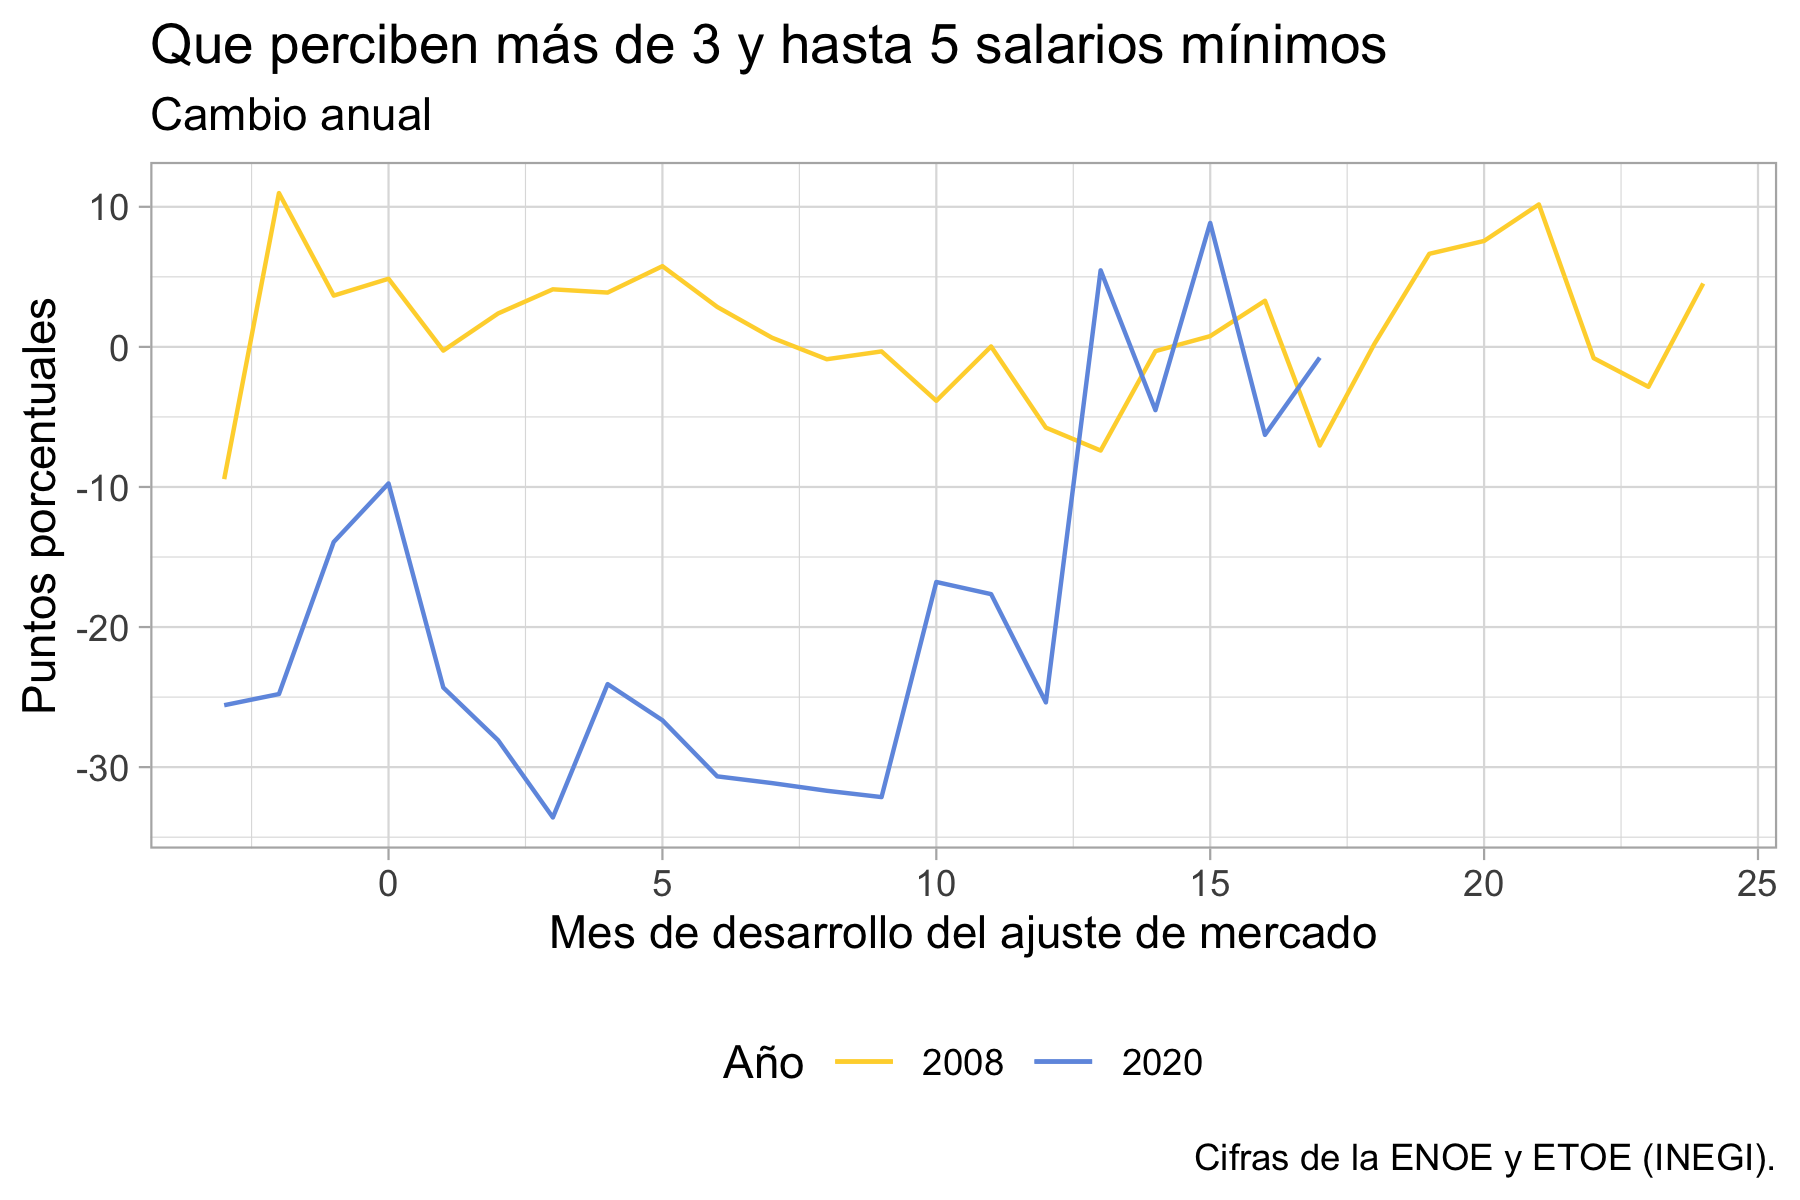 Que perciben más de 3 y hasta 5 salarios mínimos
Cambio anual
Puntos porcentuales
10
0
-10
-20
-30
0 5 10 15 20 25
Mes de desarrollo del ajuste de mercado
Año 2008 2020
Cifras de la ENOE y ETOE (INEGI).